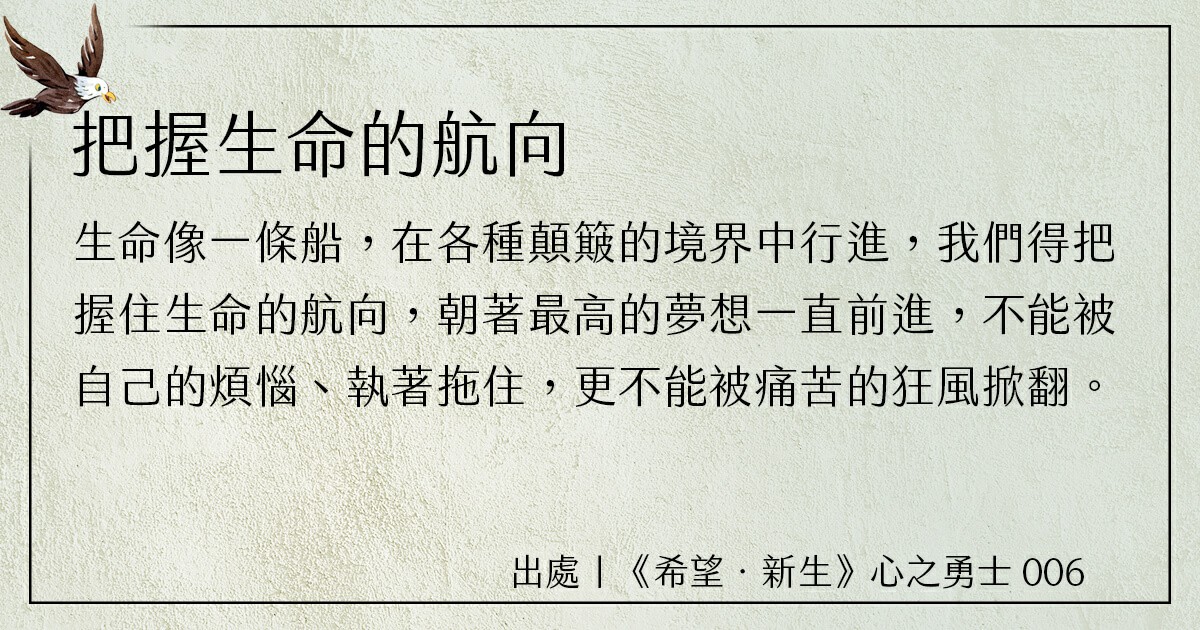 把握生命的航向
生命像一條船，在各種顛簸的境界中行進，我們得把
握住生命的航向，朝著最高的夢想一直前進，不能被
自己的煩惱、執著拖住，更不能被痛苦的狂風掀翻。
出處｜《希望．新生》心之勇士 006